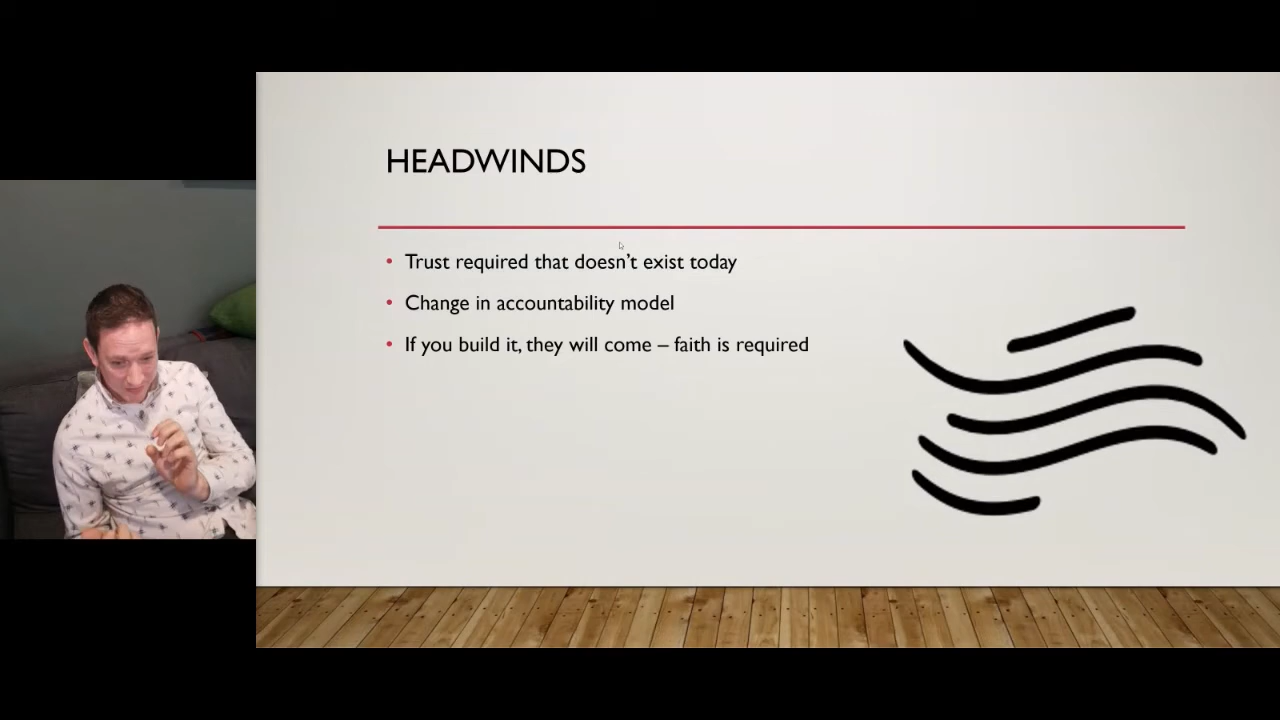 HEADWINDS
• Trust required that doesn't exist today
• Change in accountability model
• If you build it, they will come – faith is required